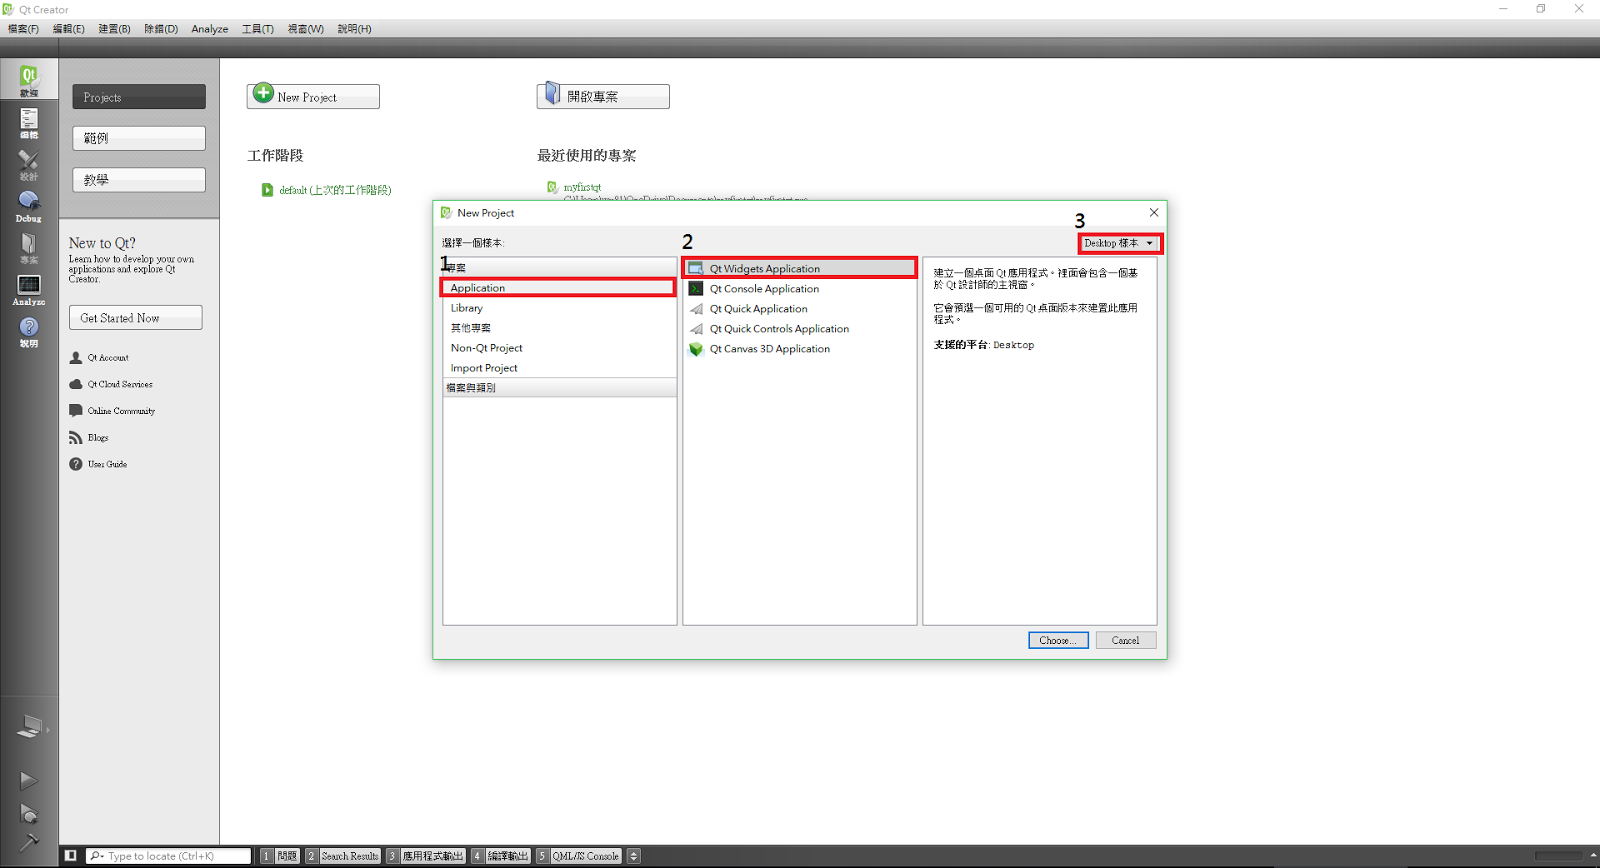 Qt Creator
檔案(F) 編輯(E) 建置(B) 除錯(D) Analyze 工具(T) 視窗(W) 說明(H)
歡迎
編輯
設計
Debug
專案
Analyze
說明
Projects
範例
教學
New to Qt?
Learn how to develop your own
applications and explore Qt
Creator.
Get Started Now
Qt Account
Qt Cloud Services
Online Community
Blogs
User Guide
New Project
開啟專案
工作階段
最近使用的專案
default (上次的工作階段)
myfirstqt
New Project
選擇一個樣本:
2
3
Desktop 樣本
1
專案
Application
Library
其他專案
Non-Qt Project
Import Project
檔案與類別
Qt Widgets Application
Qt Console Application
Qt Quick Application
Qt Quick Controls Application
Qt Canvas 3D Application
建立一個桌面 Qt 應用程式。裡面會包含一個基
於 Qt 設計師的主視窗。
它會預選一個可用的 Qt 桌面版本來建置此應用
程式。
支援的平台: Desktop
Choose...
Cancel
Type to locate (Ctrl+K)
1 問題 2 Search Results 3 應用程式輸出 4 編譯輸出 5 QML/JS Console